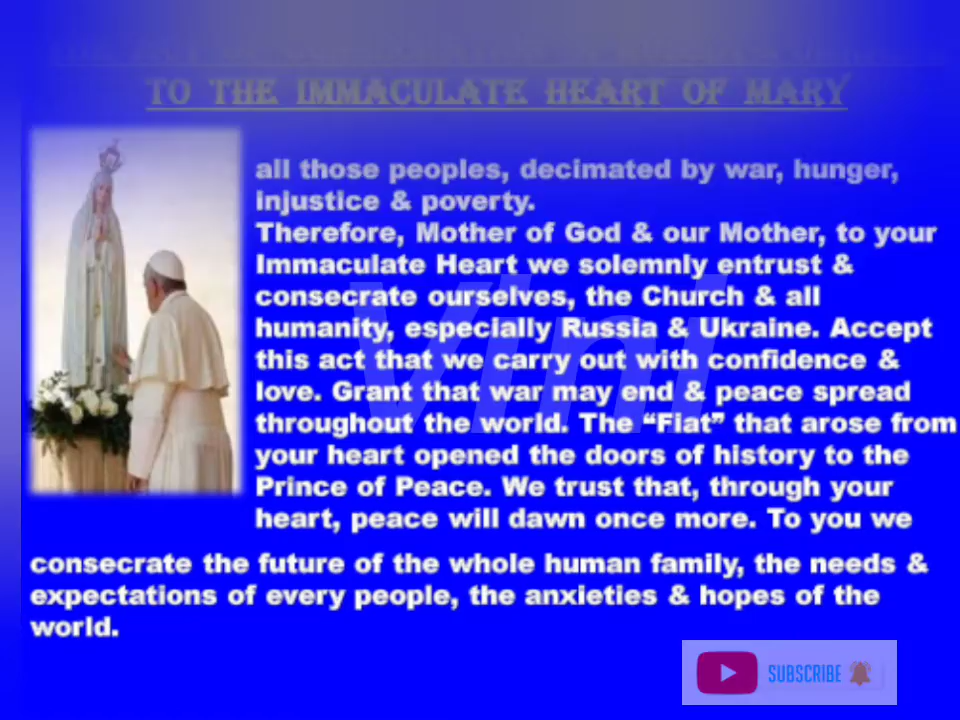 TO THE IMMACULATE HEART OF MARY
all those peoples, decimated by war, hunger,
injustice & poverty.
Therefore, Mother of God & our Mother, to your
Immaculate Heart we solemnly entrust &
consecrate ourselves, the Church & all
humanity, especially Russia & Ukraine. Accept
this act that we carry out with confidence &
love. Grant that war may end & peace spread
throughout the world. The “Fiat” that arose from
your heart opened the doors of history to the
Prince of Peace. We trust that, through your
heart, peace will dawn once more. To you we
consecrate the future of the whole human family, the needs &
expectations of every people, the anxieties & hopes of the
world.
Vini
SUBSCRIBE